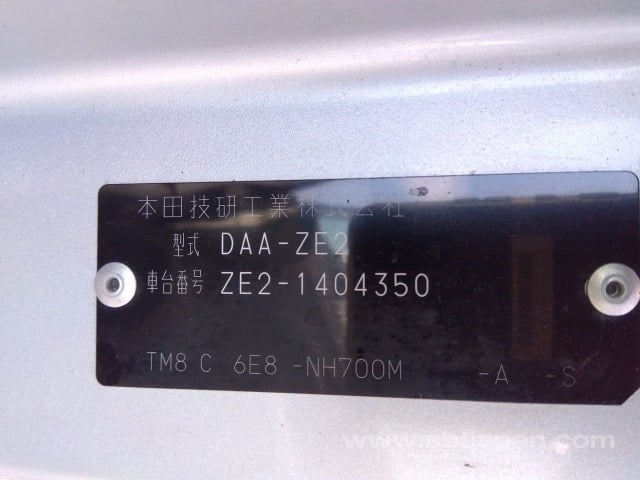 本田技研工業株式会社
型式 DAA-ZE2
車台番号 ZE2-1404350
TM8 C 6E8 -NH700M -A -S
www.sbtjapan.com